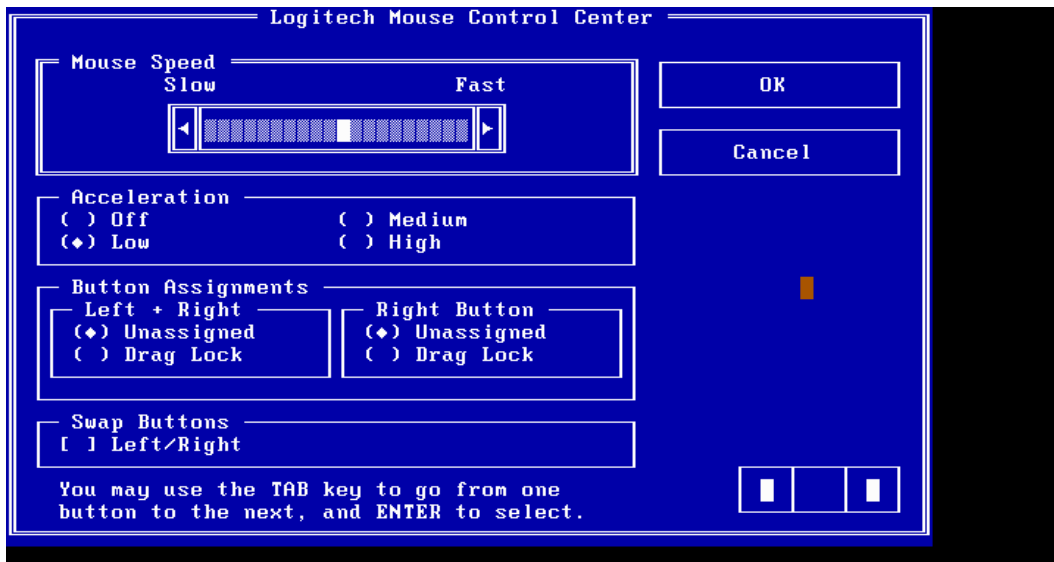 Logitech Mouse Control Center
Mouse Speed
Slow Fast
OK
Cancel
Acceleration
( ) Off ( ) Medium
(◆) Low ( ) High
Button Assignments
Left + Right Right Button
(◆) Unassigned (◆) Unassigned
( ) Drag Lock ( ) Drag Lock
Swap Buttons
[ ] Left/Right
You may use the TAB key to go from one
button to the next, and ENTER to select.